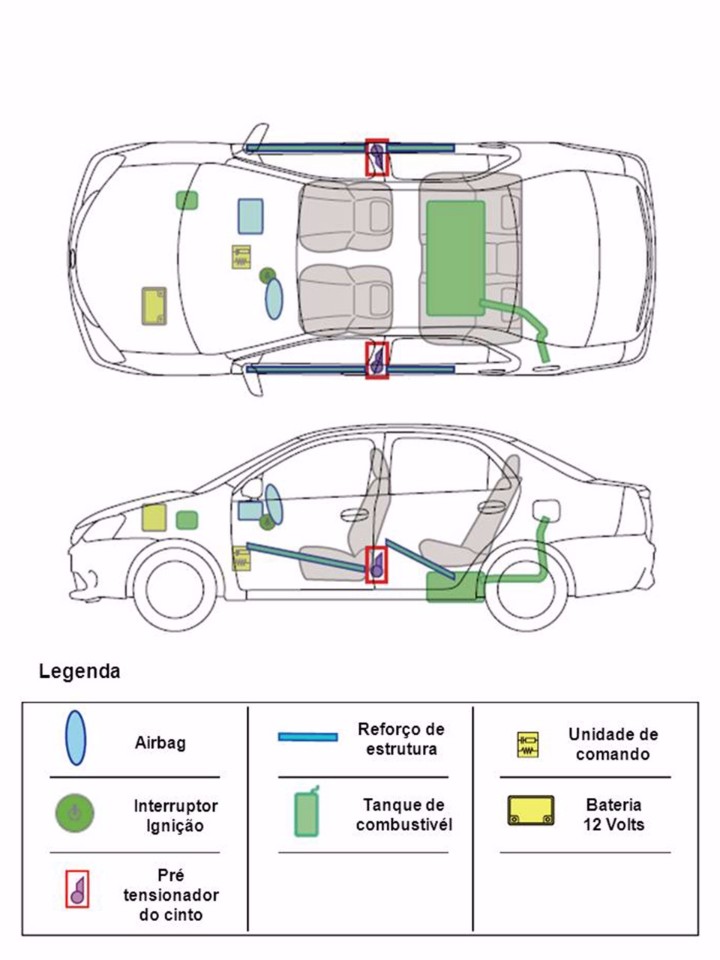 Legenda
Airbag
Reforço de
estrutura
Unidade de
comando
Interruptor
Ignição
Tanque de
combustivél
Bateria
12 Volts
Pré
tensionador
do cinto